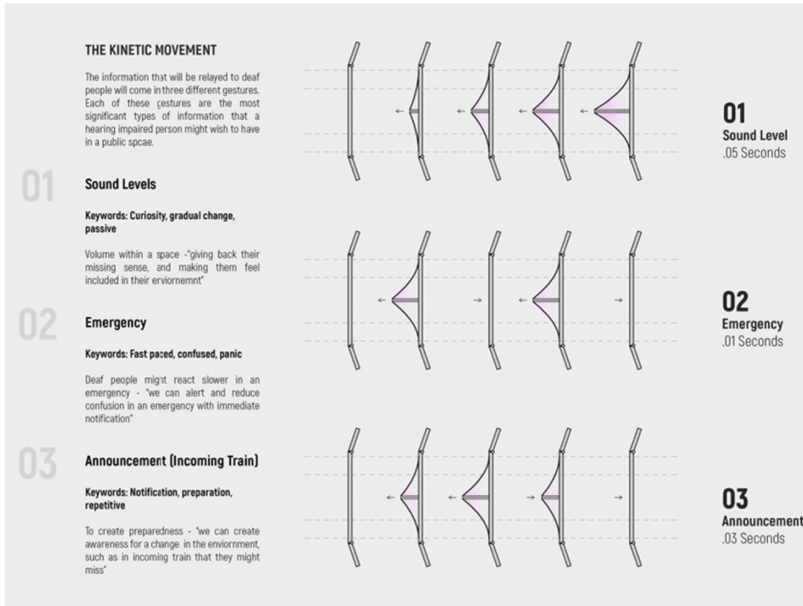 THE KINETIC MOVEMENT
The information that will be relayed to deaf
people will come in three different gestures.
Each of these gestures are the most
significant types of information that a
hearing impaired person might wish to have
in a public spcae.
01
Sound Levels
Keywords: Curiosity, gradual change,
passive
Volume within a space -"giving back their
missing sense, and making them feel
included in their erviornemnt"
02
Emergency
Keywords: Fast paced, confused, panic
Deaf people might react slower in an
emergency - "we can alert and reduce
confusion in an emergency with immediate
notification"
03
Announcement (Incoming Train)
Keywords: Notification, preparation,
repetitive
To create preparedness - "we can create
awareness for a change in the enviornment,
such as in incoming train that they might
miss"
01
Sound Level
.05 Seconds
02
Emergency
.01 Seconds
03
Announcement
.03 Seconds